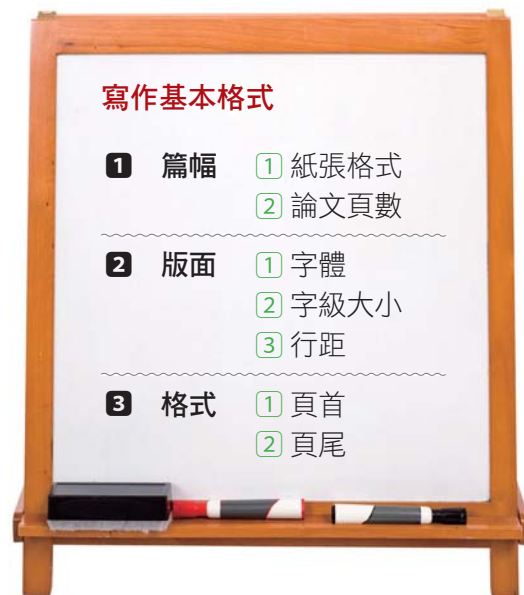 寫作基本格式
1 篇幅 1 紙張格式
2 論文頁數
2 版面 1 字體
2 字級大小
3 行距
3 格式 1 頁首
2 頁尾